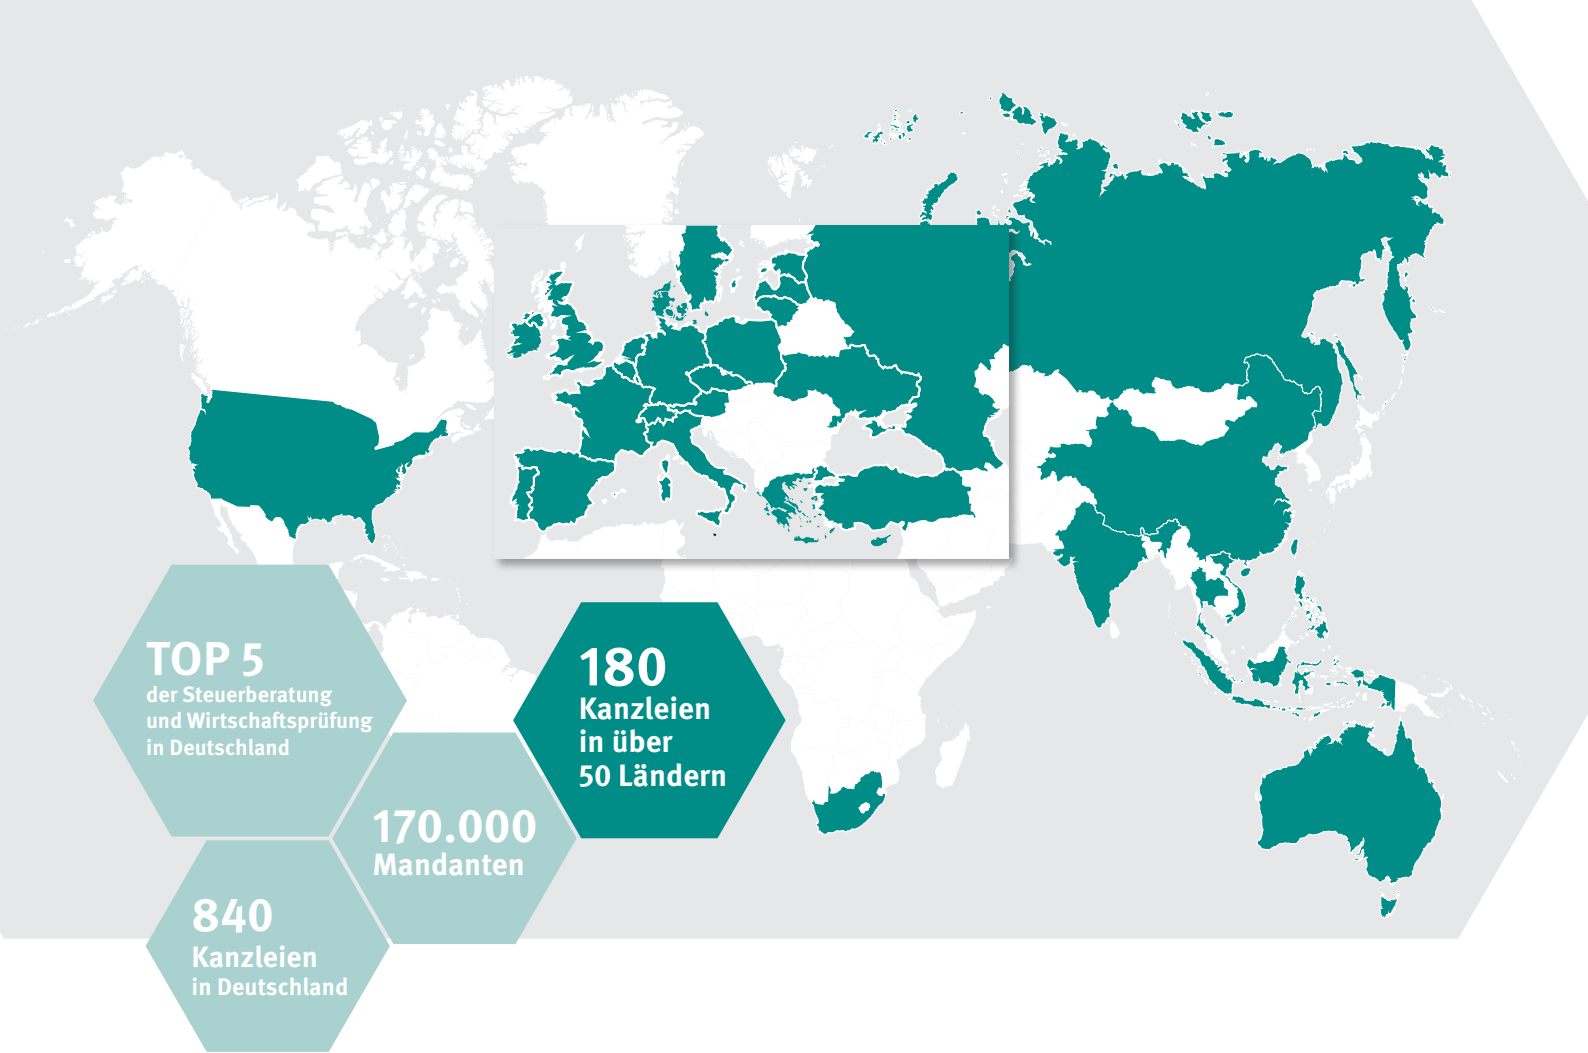 TOP 5
der Steuerberatung
und Wirtschaftsprüfung
in Deutschland
180
Kanzleien
in über
50 Ländern
170.000
Mandanten
840
Kanzleien
in Deutschland